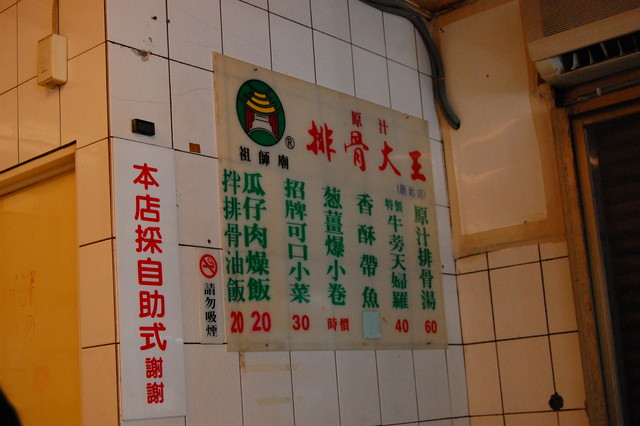 祖師廟
®
原汁
排骨大王
(創始店)
原汁排骨湯 60
特製
牛蒡天婦羅 40
香酥帶魚
葱薑爆小卷 時價
招牌可口小菜 30
瓜仔肉燥飯 20
拌排骨油飯 20
本店採自助式 謝謝
請勿吸煙